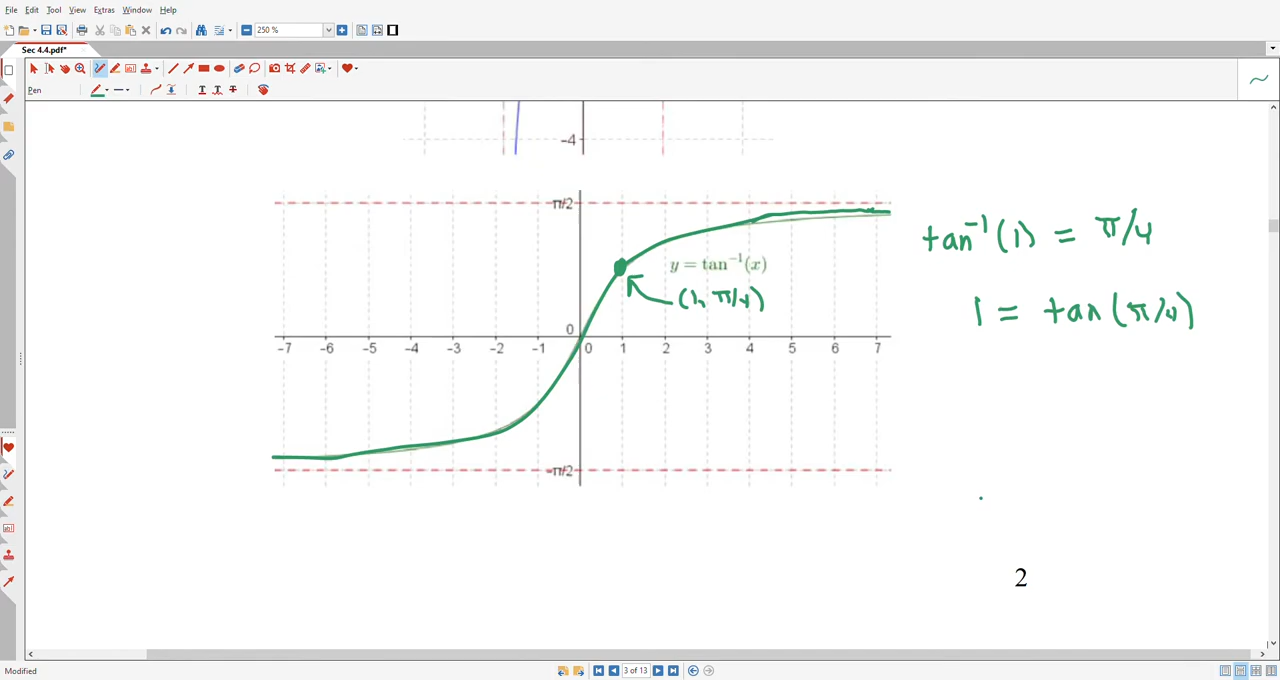 File Edit Tool View Extras Window Help
250 %
Sec 4.4.pdf*
Pen
-4
π/2
tan⁻¹(1) = π/4
y = tan⁻¹(x)
(1, π/4)
1 = tan(π/4)
0
-7 -6 -5 -4 -3 -2 -1 0 1 2 3 4 5 6 7
-π/2
2
Modified
3 of 13